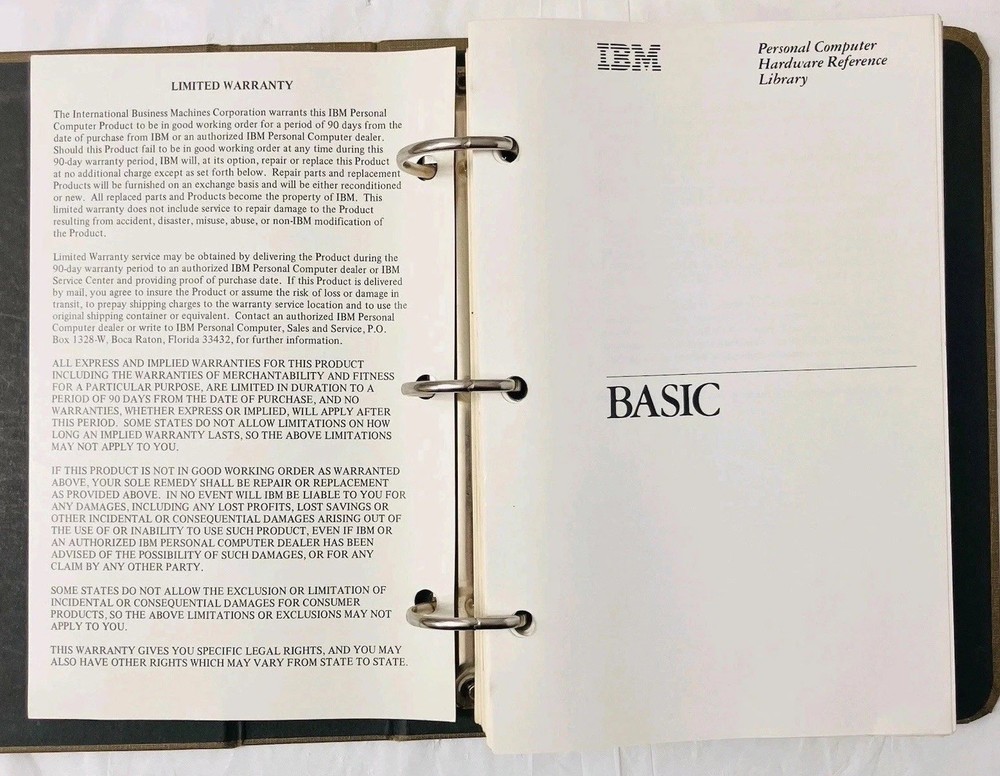 LIMITED WARRANTY
The International Business Machines Corporation warrants this IBM Personal
Computer Product to be in good working order for a period of 90 days from the
date of purchase from IBM or an authorized IBM Personal Computer dealer.
Should this Product fail to be in good working order at any time during this
90-day warranty period, IBM will, at its option, repair or replace this Product
at no additional charge except as set forth below.  Repair parts and replacement
Products will be furnished on an exchange basis and will be either reconditioned
or new.  All replaced parts and Products become the property of IBM.  This
limited warranty does not include service to repair damage to the Product
resulting from accident, disaster, misuse, abuse, or non-IBM modification of
the Product.
Limited Warranty service may be obtained by delivering the Product during the
90-day warranty period to an authorized IBM Personal Computer dealer or IBM
Service Center and providing proof of purchase date.  If this Product is delivered
by mail, you agree to insure the Product or assume the risk of loss or damage in
transit, to prepay shipping charges to the warranty service location and to use the
original shipping container or equivalent.  Contact an authorized IBM Personal
Computer dealer or write to IBM Personal Computer, Sales and Service, P.O.
Box 1328-W, Boca Raton, Florida 33432, for further information.
ALL EXPRESS AND IMPLIED WARRANTIES FOR THIS PRODUCT
INCLUDING THE WARRANTIES OF MERCHANTABILITY AND FITNESS
FOR A PARTICULAR PURPOSE, ARE LIMITED IN DURATION TO A
PERIOD OF 90 DAYS FROM THE DATE OF PURCHASE, AND NO
WARRANTIES, WHETHER EXPRESS OR IMPLIED, WILL APPLY AFTER
THIS PERIOD.  SOME STATES DO NOT ALLOW LIMITATIONS ON HOW
LONG AN IMPLIED WARRANTY LASTS, SO THE ABOVE LIMITATIONS
MAY NOT APPLY TO YOU.
IF THIS PRODUCT IS NOT IN GOOD WORKING ORDER AS WARRANTED
ABOVE, YOUR SOLE REMEDY SHALL BE REPAIR OR REPLACEMENT
AS PROVIDED ABOVE.  IN NO EVENT WILL IBM BE LIABLE TO YOU FOR
ANY DAMAGES, INCLUDING ANY LOST PROFITS, LOST SAVINGS OR
OTHER INCIDENTAL OR CONSEQUENTIAL DAMAGES ARISING OUT OF
THE USE OF OR INABILITY TO USE SUCH PRODUCT, EVEN IF IBM OR
AN AUTHORIZED IBM PERSONAL COMPUTER DEALER HAS BEEN
ADVISED OF THE POSSIBILITY OF SUCH DAMAGES, OR FOR ANY
CLAIM BY ANY OTHER PARTY.
SOME STATES DO NOT ALLOW THE EXCLUSION OR LIMITATION OF
INCIDENTAL OR CONSEQUENTIAL DAMAGES FOR CONSUMER
PRODUCTS, SO THE ABOVE LIMITATIONS OR EXCLUSIONS MAY NOT
APPLY TO YOU.
THIS WARRANTY GIVES YOU SPECIFIC LEGAL RIGHTS, AND YOU MAY
ALSO HAVE OTHER RIGHTS WHICH MAY VARY FROM STATE TO STATE.
IBM
Personal Computer
Hardware Reference
Library
BASIC